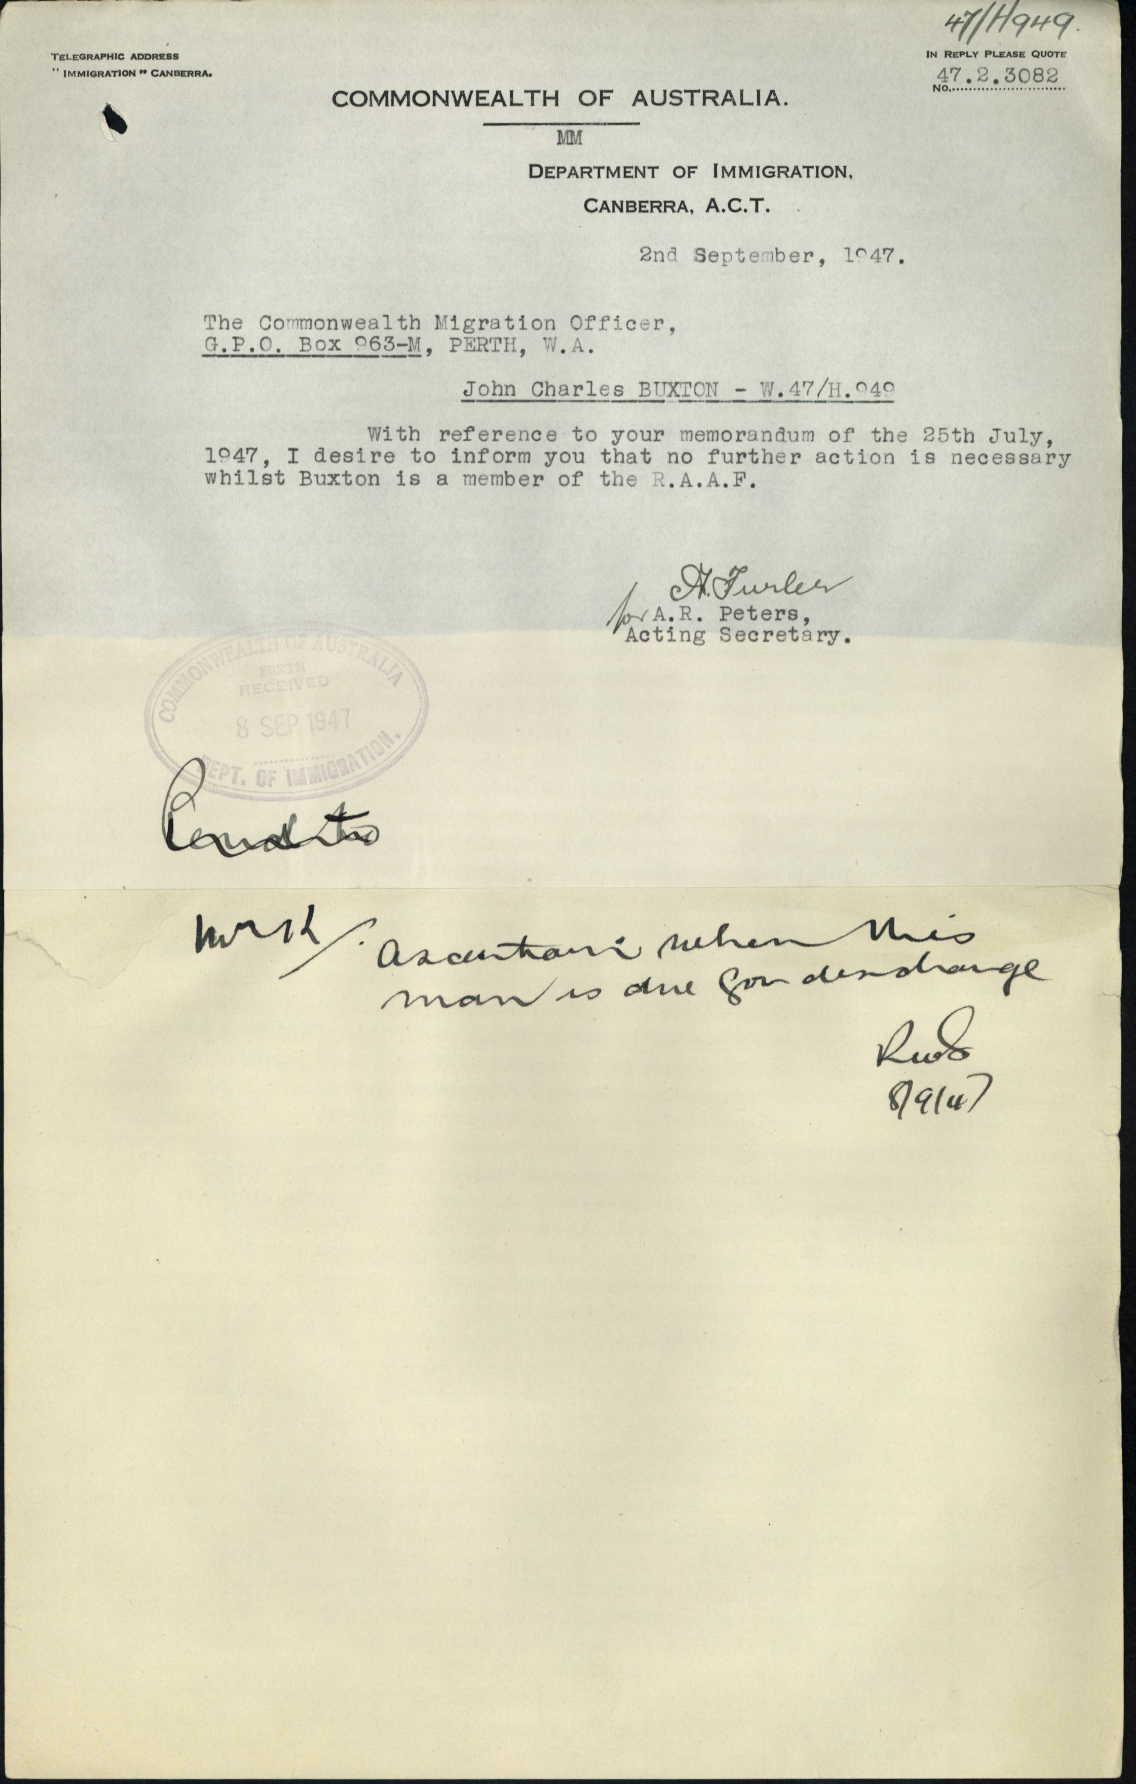 47/H949.
TELEGRAPHIC ADDRESS
"IMMIGRATION" CANBERRA.
IN REPLY PLEASE QUOTE
No. 47.2.3082
COMMONWEALTH OF AUSTRALIA.
MM
DEPARTMENT OF IMMIGRATION,
CANBERRA, A.C.T.
2nd September, 1947.
The Commonwealth Migration Officer,
G.P.O. Box 963-M, PERTH, W.A.
John Charles BUXTON - W.47/H.949
With reference to your memorandum of the 25th July,
1947, I desire to inform you that no further action is necessary
whilst Buxton is a member of the R.A.A.F.
for A.R. Peters,
Acting Secretary.
COMMONWEALTH OF AUSTRALIA
PERTH
RECEIVED
8 SEP 1947
DEPT. OF IMMIGRATION.
Mr K/. Ascertain when this
man is due for discharge
8/9/47